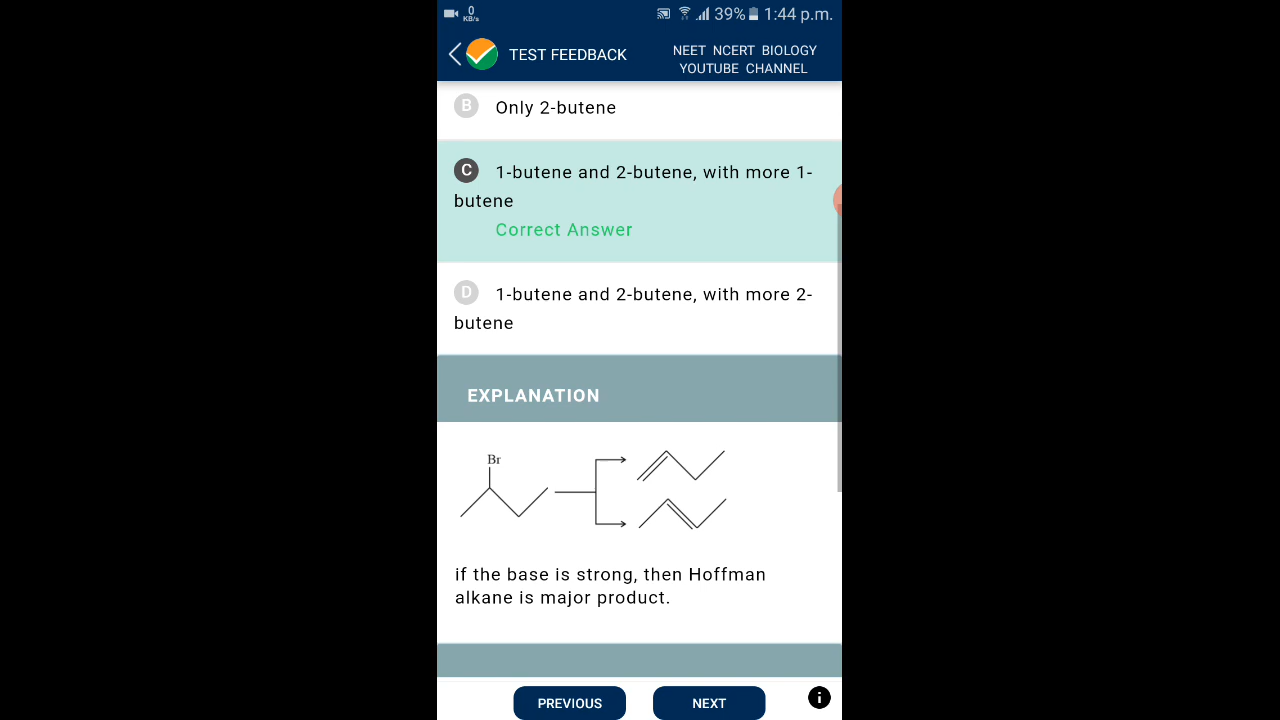 0
KB/s
39% 1:44 p.m.
TEST FEEDBACK
NEET NCERT BIOLOGY
YOUTUBE CHANNEL
B Only 2-butene
C 1-butene and 2-butene, with more 1-
butene
Correct Answer
D 1-butene and 2-butene, with more 2-
butene
EXPLANATION
Br
if the base is strong, then Hoffman
alkane is major product.
PREVIOUS
NEXT
i